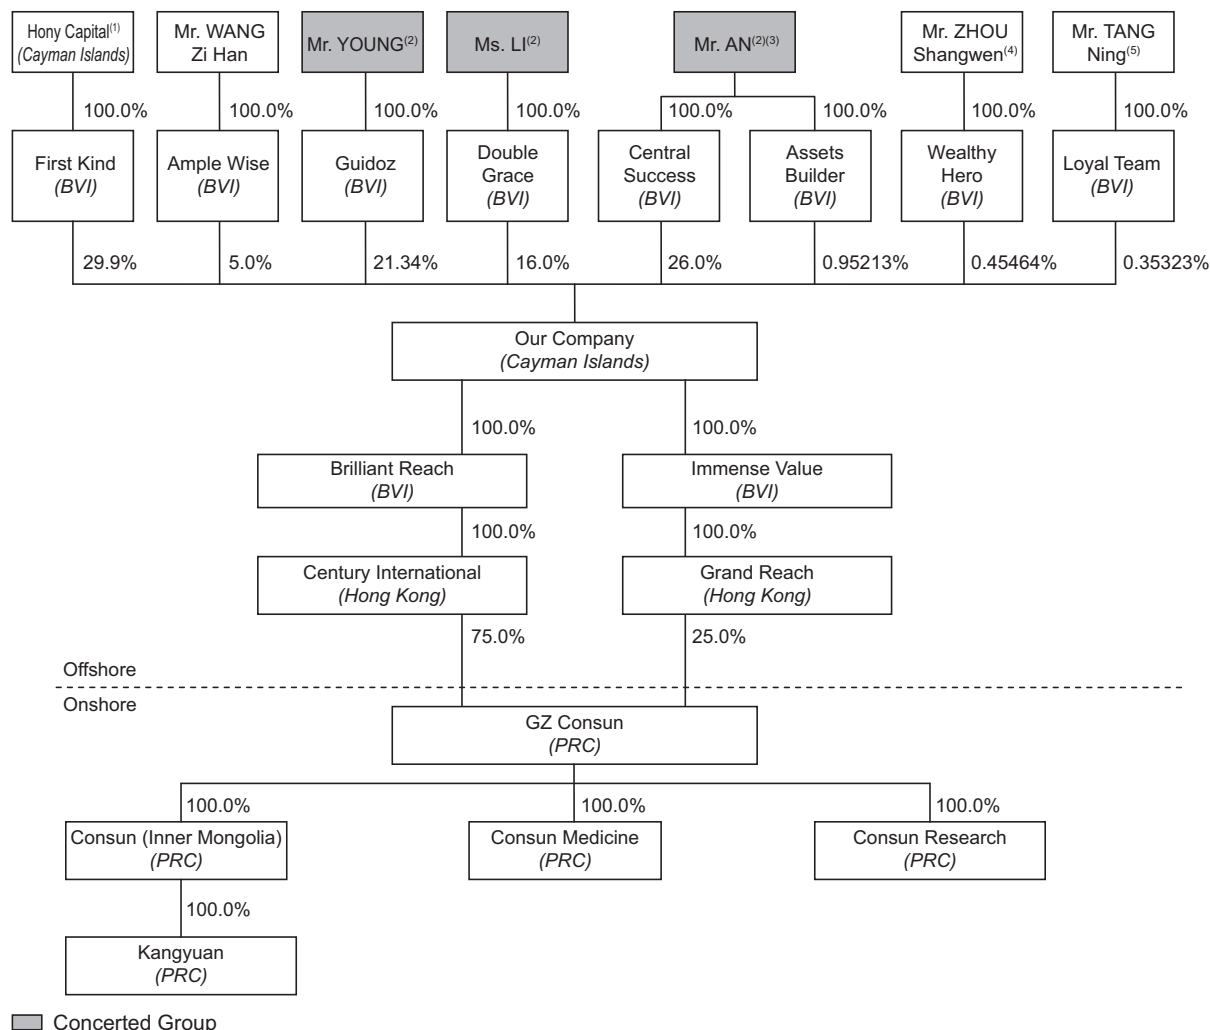 Hony Capital(1)
(Cayman Islands)
Mr. WANG
Zi Han
Mr. YOUNG(2)
Ms. LI(2)
Mr. AN(2)(3)
Mr. ZHOU
Shangwen(4)
Mr. TANG
Ning(5)
100.0%
100.0%
100.0%
100.0%
100.0%
100.0%
100.0%
100.0%
First Kind
(BVI)
Ample Wise
(BVI)
Guidoz
(BVI)
Double
Grace
(BVI)
Central
Success
(BVI)
Assets
Builder
(BVI)
Wealthy
Hero
(BVI)
Loyal Team
(BVI)
29.9%
5.0%
21.34%
16.0%
26.0%
0.95213%
0.45464%
0.35323%
Our Company
(Cayman Islands)
100.0%
100.0%
Brilliant Reach
(BVI)
Immense Value
(BVI)
100.0%
100.0%
Century International
(Hong Kong)
Grand Reach
(Hong Kong)
75.0%
25.0%
Offshore
Onshore
GZ Consun
(PRC)
100.0%
100.0%
100.0%
Consun (Inner Mongolia)
(PRC)
Consun Medicine
(PRC)
Consun Research
(PRC)
100.0%
Kangyuan
(PRC)
Concerted Group